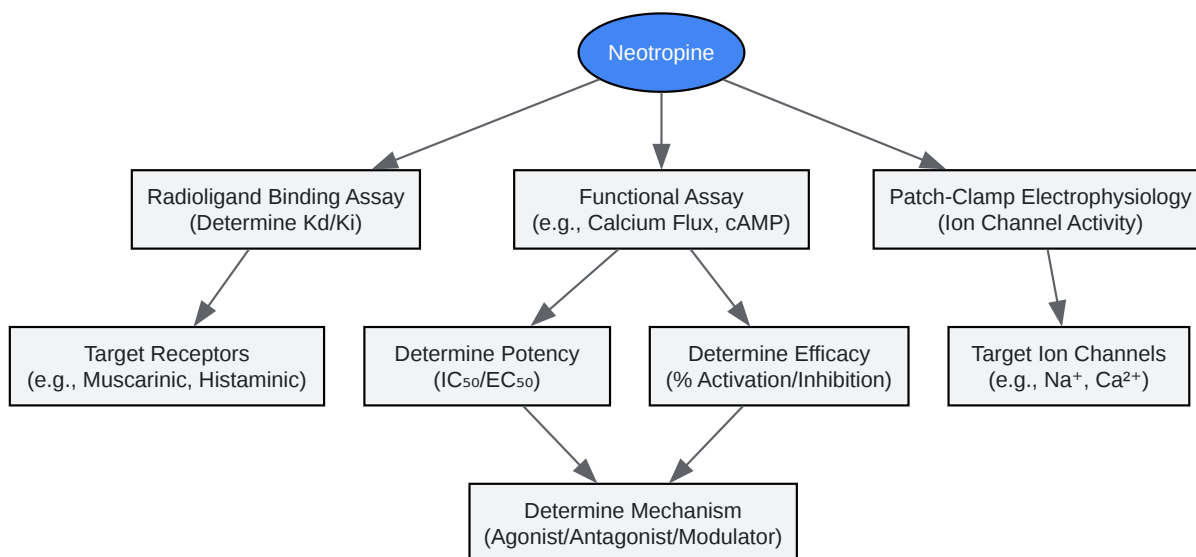 Neotropine
Radioligand Binding Assay
(Determine Kd/Ki)
Functional Assay
(e.g., Calcium Flux, cAMP)
Patch-Clamp Electrophysiology
(Ion Channel Activity)
Target Receptors
(e.g., Muscarinic, Histaminic)
Determine Potency
(IC₅₀/EC₅₀)
Determine Efficacy
(% Activation/Inhibition)
Target Ion Channels
(e.g., Na⁺, Ca²⁺)
Determine Mechanism
(Agonist/Antagonist/Modulator)